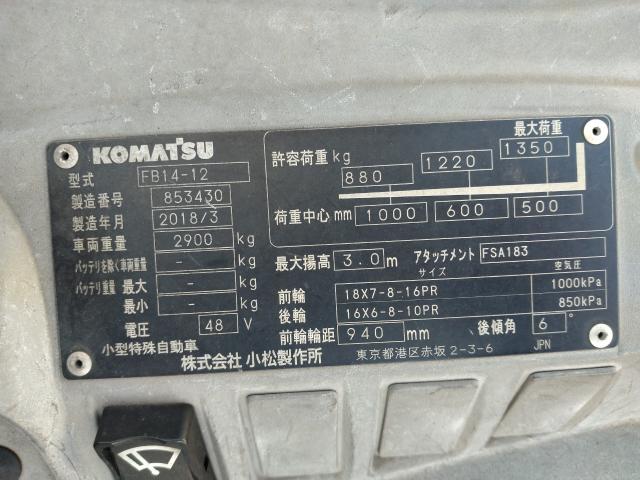 KOMATSU
型式 FB14-12
製造番号 853430
製造年月 2018/3
車両重量 2900 kg
バッテリを除く車両重量 - kg
バッテリ重量 最大 - kg
最小 - kg
電圧 48 V
小型特殊自動車
最大荷重
許容荷重 kg 880 1220 1350
荷重中心 mm 1000 600 500
最大揚高 3.0 m アタッチメント FSA183
サイズ 空気圧
前輪 18X7-8-16PR 1000kPa
後輪 16X6-8-10PR 850kPa
前輪輪距 940 mm 後傾角 6 °
株式会社 小松製作所 東京都港区赤坂 2-3-6 JPN